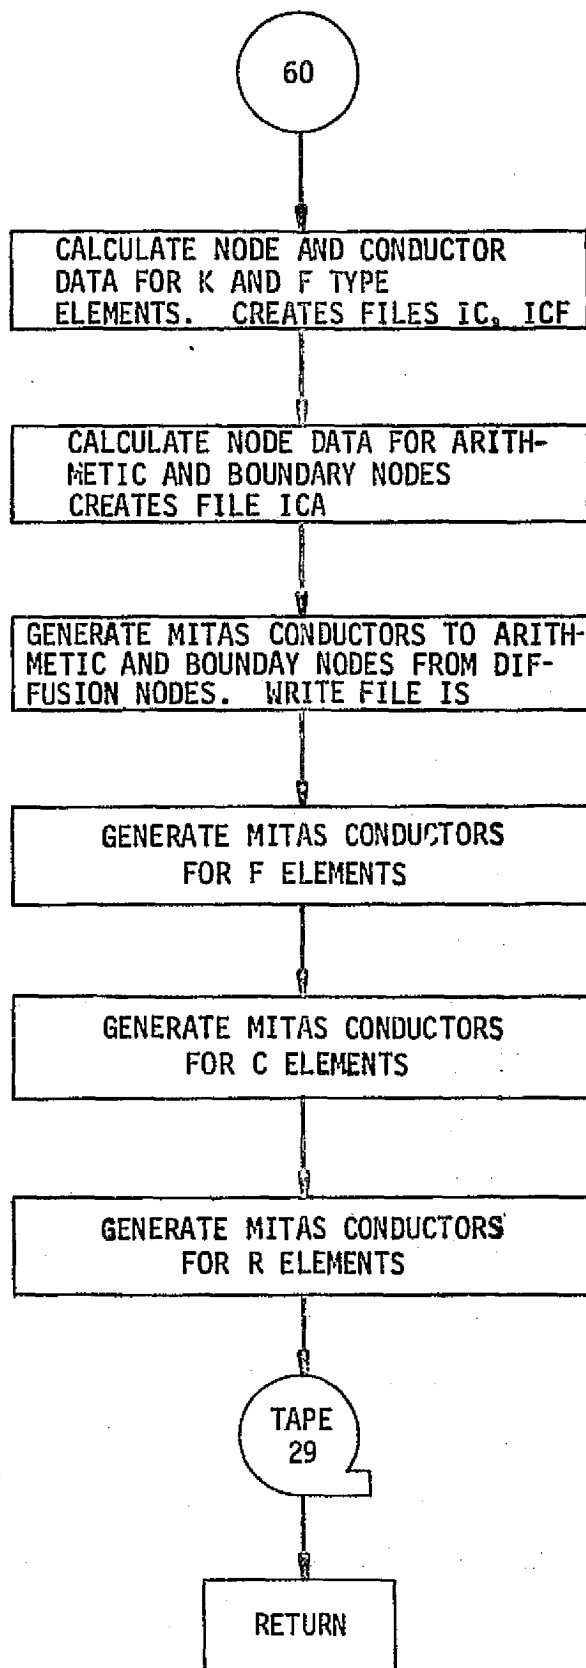 60
CALCULATE NODE AND CONDUCTOR
DATA FOR K AND F TYPE
ELEMENTS. CREATES FILES IC, ICF
CALCULATE NODE DATA FOR ARITH-
METIC AND BOUNDARY NODES
CREATES FILE ICA
GENERATE MITAS CONDUCTORS TO ARITH-
METIC AND BOUNDAY NODES FROM DIF-
FUSION NODES. WRITE FILE IS
GENERATE MITAS CONDUCTORS
FOR F ELEMENTS
GENERATE MITAS CONDUCTORS
FOR C ELEMENTS
GENERATE MITAS CONDUCTORS
FOR R ELEMENTS
TAPE
29
RETURN